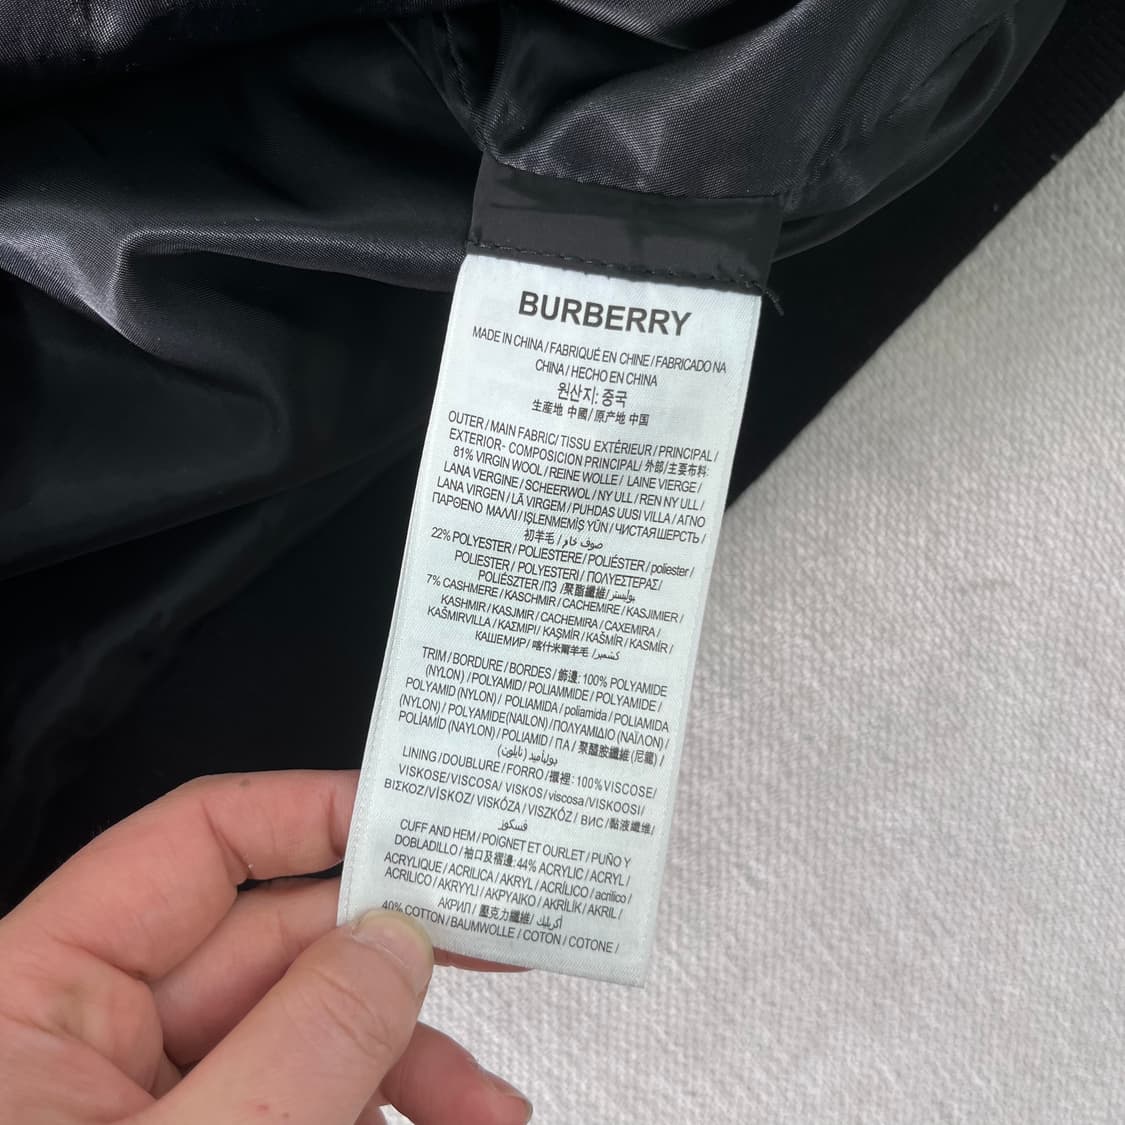 BURBERRY
MADE IN CHINA / FABRIQUÉ EN CHINE / FABRICADO NA
CHINA / HECHO EN CHINA
원산지: 중국
生産地 中國 / 原产地 中国
OUTER / MAIN FABRIC/ TISSU EXTÉRIEUR / PRINCIPAL /
EXTERIOR- COMPOSICION PRINCIPAL/ 外部 / 主要布料:
81% VIRGIN WOOL / REINE WOLLE / LAINE VIERGE /
LANA VERGINE / SCHEERWOL / NY ULL / REN NY ULL /
LANA VIRGEN / LÃ VIRGEM / PUHDAS UUSI VILLA / ΑΓΝΟ
ΠΑΡΘΕΝΟ ΜΑΛΛΙ / IŞLENMEMİŞ YÜN / ЧИСТАЯ ШЕРСТЬ /
初羊毛 / صوف خام
22% POLYESTER / POLIESTERE / POLIÉSTER / poliester /
POLIESTER / POLYESTERI / ΠΟΛΥΕΣΤΕΡΑΣ/
POLIÉSZTER / ПЭ /聚酯纖維/ بوليستر
7% CASHMERE / KASCHMIR / CACHEMIRE / KASJMIER /
KASHMIR / KASJMIR / CACHEMIRA / CAXEMIRA /
KAŠMIRVILLA / ΚΑΣΜΙΡΙ / KAŞMİR / KAŠMÍR / KASMÍR /
КАШЕМИР / 喀什米爾羊毛 / كشمير
TRIM / BORDURE / BORDES / 飾邊: 100% POLYAMIDE
(NYLON) / POLYAMID / POLIAMMIDE / POLYAMIDE /
POLYAMID (NYLON) / POLIAMIDA / poliamida / POLIAMIDA
(NYLON) / POLYAMIDE (NAILON) / ΠΟΛΥΑΜΙΔΙΟ (ΝΑΪΛΟΝ) /
POLÍAMÍD (NAYLON) / POLIAMID / ПА / 聚醯胺纖維 (尼龍) /
بولياميد (نايلون)
LINING / DOUBLURE / FORRO / 襯裡: 100% VISCOSE/
VISKOSE/ VISCOSA/ VISKOS / viscosa / VISKOOSI /
ΒΙΣΚΟΖ / VİSKOZ/ VISKÓZA / VISZKÓZ / ВИС / 黏液纖維 /
فسكوز
CUFF AND HEM / POIGNET ET OURLET / PUÑO Y
DOBLADILLO / 袖口及褶邊: 44% ACRYLIC / ACRYL /
ACRYLIQUE / ACRILICA / AKRYL / ACRÍLICO / acrilico /
ACRILICO / AKRYYLI / ΑΚΡΥΛΙΚΟ / AKRİLİK / AKRIL /
АКРИЛ / 壓克力纖維/ أكريليك
40% COTTON / BAUMWOLLE / COTON / COTONE /